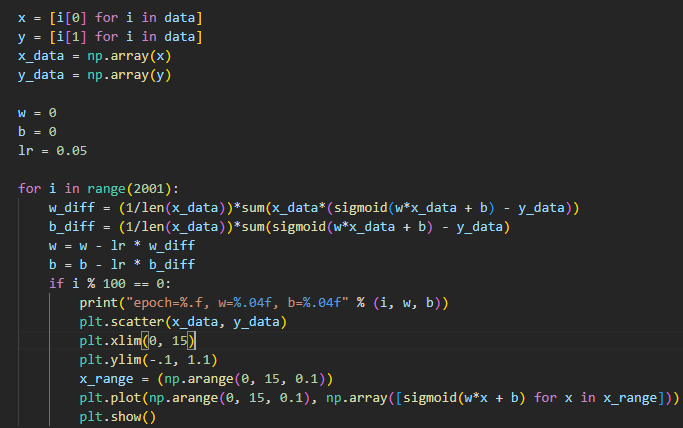 x = [i[0] for i in data]
y = [i[1] for i in data]
x_data = np.array(x)
y_data = np.array(y)

w = 0
b = 0
lr = 0.05

for i in range(2001):
    w_diff = (1/len(x_data))*sum(x_data*(sigmoid(w*x_data + b) - y_data))
    b_diff = (1/len(x_data))*sum(sigmoid(w*x_data + b) - y_data)
    w = w - lr * w_diff
    b = b - lr * b_diff
    if i % 100 == 0:
        print("epoch=%.f, w=%.04f, b=%.04f" % (i, w, b))
        plt.scatter(x_data, y_data)
        plt.xlim(0, 15)
        plt.ylim(-.1, 1.1)
        x_range = (np.arange(0, 15, 0.1))
        plt.plot(np.arange(0, 15, 0.1), np.array([sigmoid(w*x + b) for x in x_range]))
        plt.show()